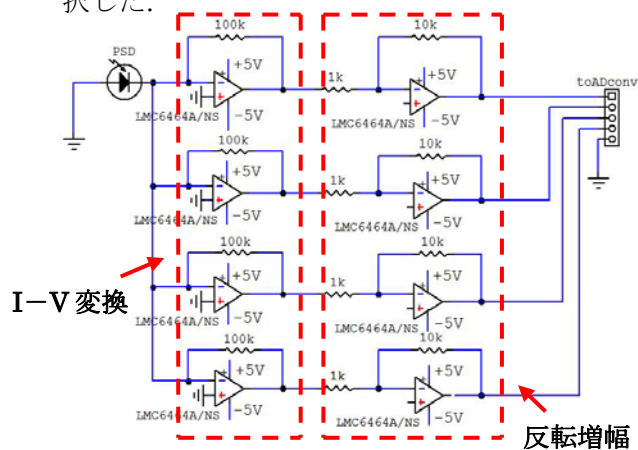 択した.
100k
10k
PSD
+5V
1k
+5V
toADconv
LMC6464A/NS
-5V
LMC6464A/NS
-5V
100k
10k
+5V
1k
+5V
LMC6464A/NS
-5V
LMC6464A/NS
-5V
100k
10k
+5V
1k
+5V
I-V変換
LMC6464A/NS
-5V
LMC6464A/NS
-5V
100k
10k
+5V
1k
+5V
LMC6464A/NS
-5V
LMC6464A/NS
-5V
反転増幅